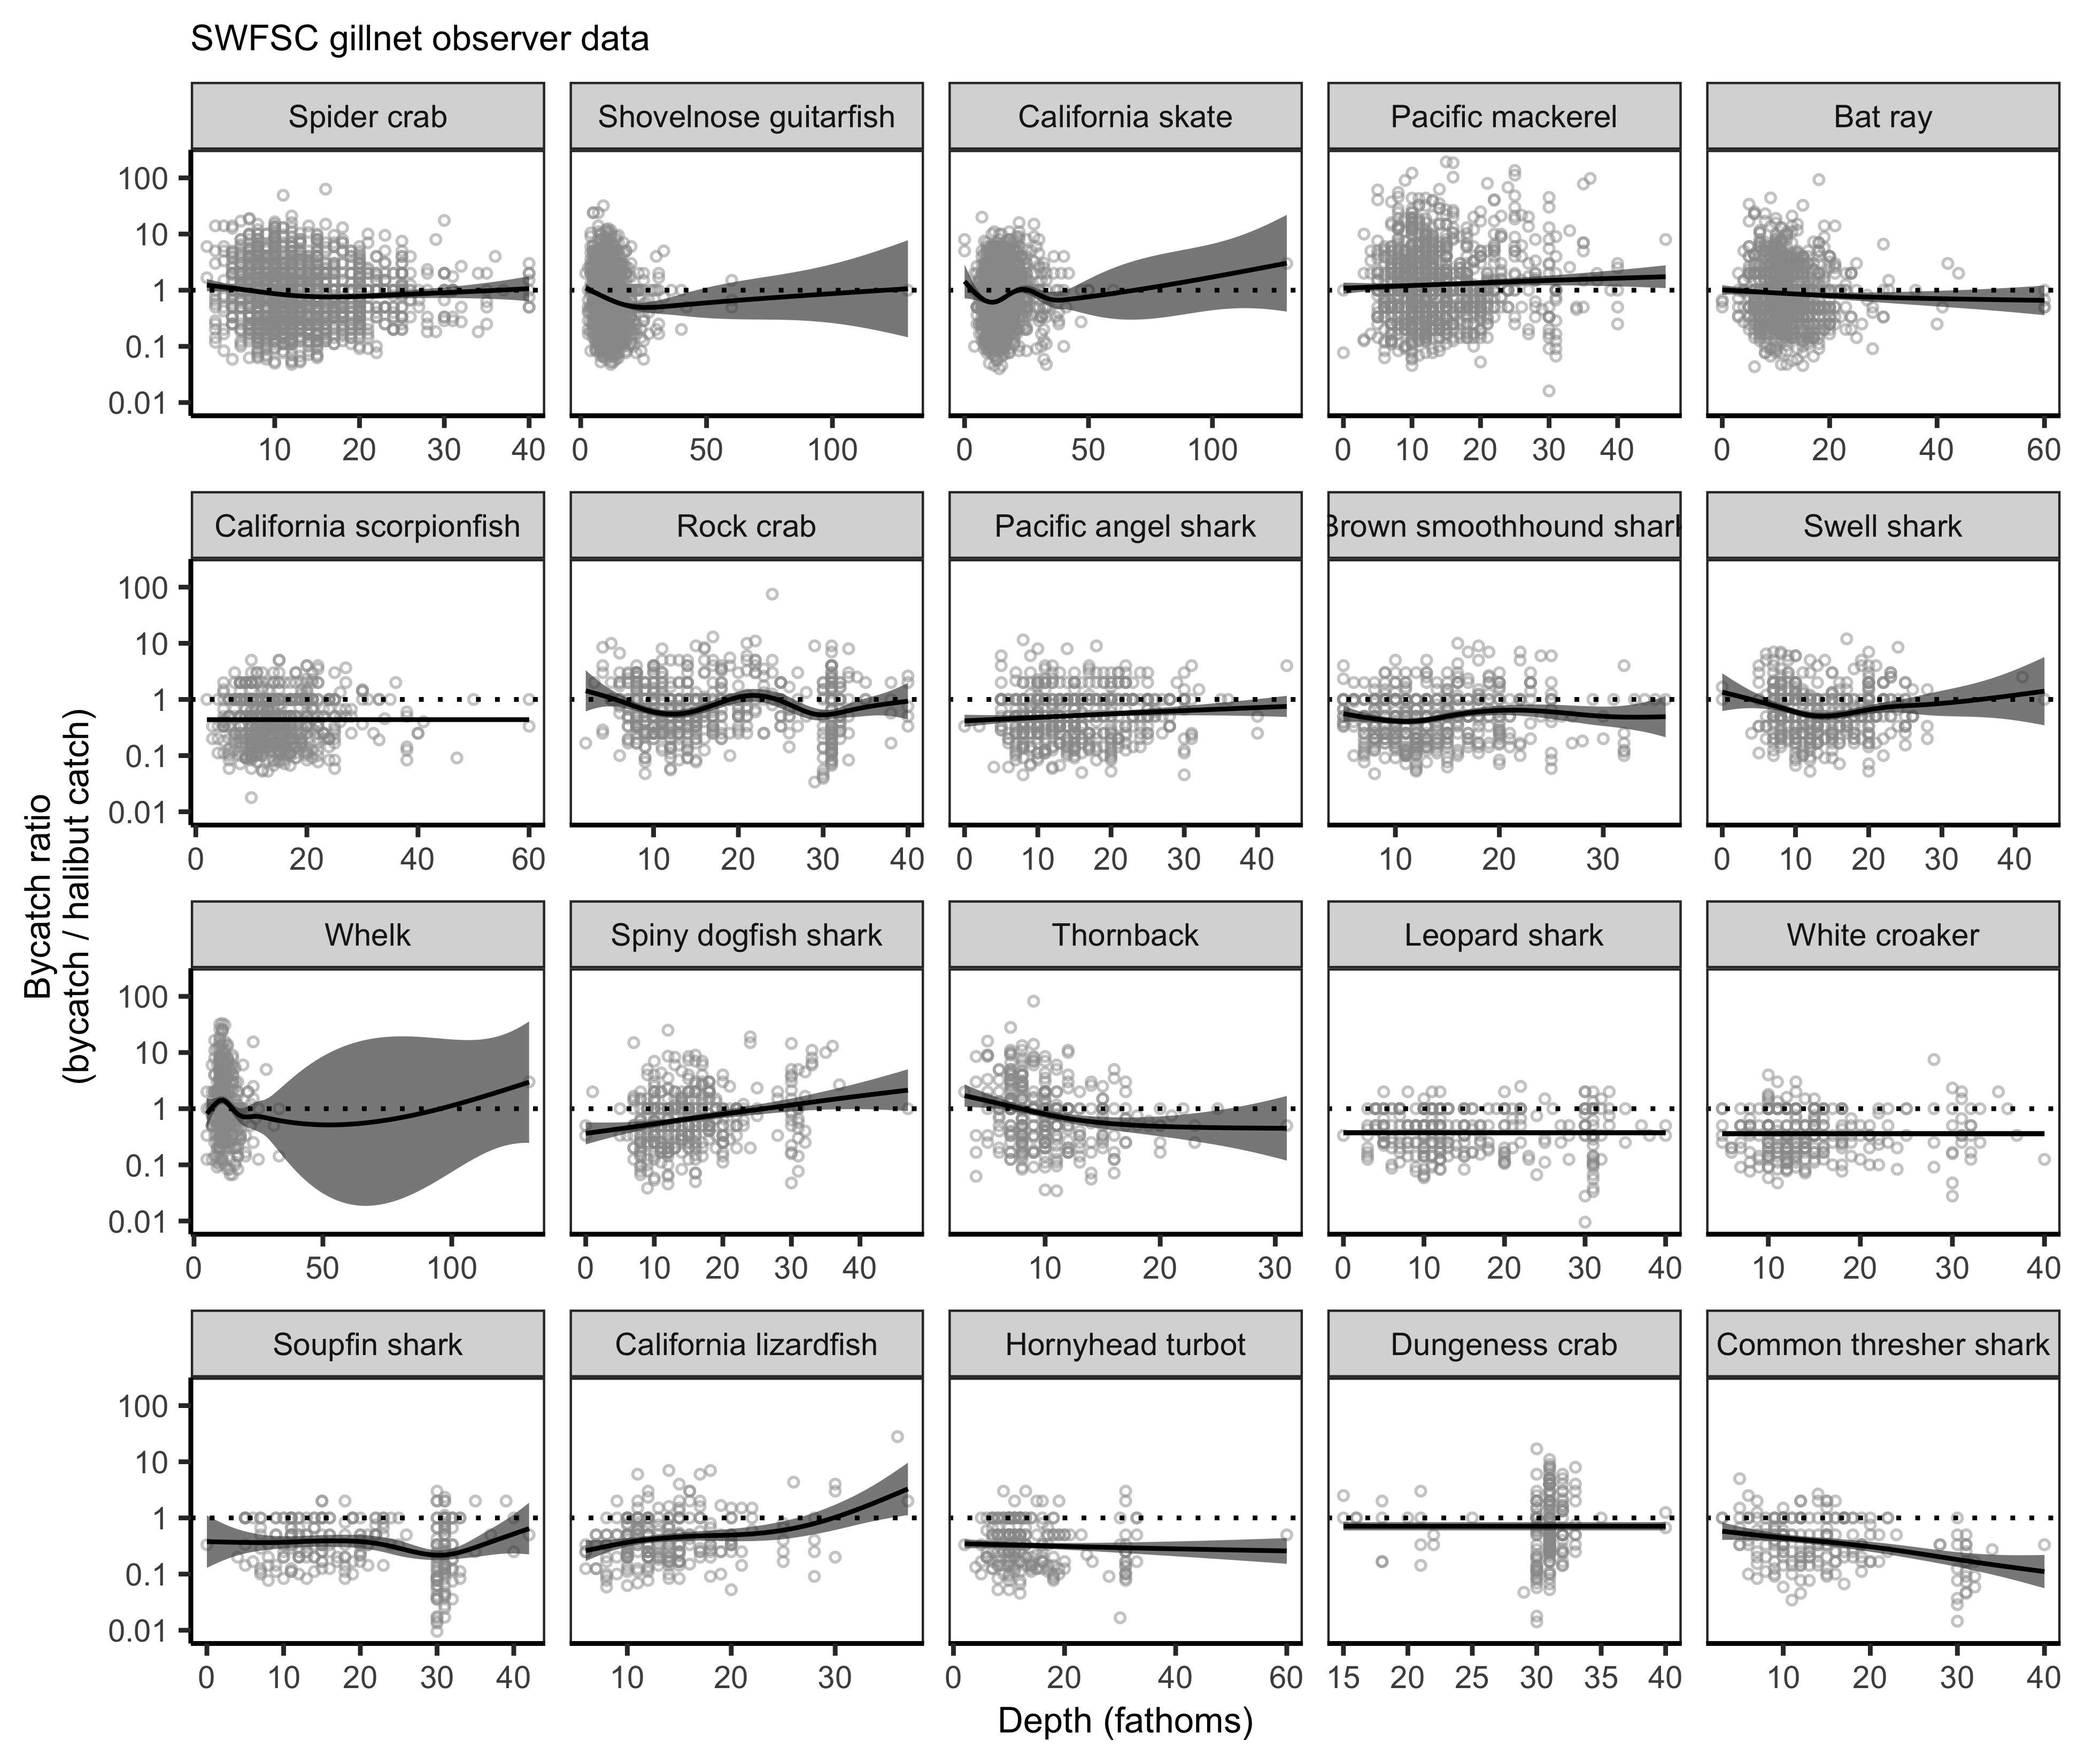 SWFSC gillnet observer data
Spider crab
Shovelnose guitarfish
California skate
Pacific mackerel
Bat ray
100
10
1
0.1
0.01
10 20 30 40
0 50 100
0 50 100
0 10 20 30 40
0 20 40 60
California scorpionfish
Rock crab
Pacific angel shark
Brown smoothhound shark
Swell shark
100
10
1
0.1
0.01
0 20 40 60
10 20 30 40
0 10 20 30 40
10 20 30
0 10 20 30 40
Bycatch ratio
(bycatch / halibut catch)
Whelk
Spiny dogfish shark
Thornback
Leopard shark
White croaker
100
10
1
0.1
0.01
0 50 100
0 10 20 30 40
10 20 30
0 10 20 30 40
10 20 30 40
Soupfin shark
California lizardfish
Hornyhead turbot
Dungeness crab
Common thresher shark
100
10
1
0.1
0.01
0 10 20 30 40
10 20 30
0 20 40 60
15 20 25 30 35 40
10 20 30 40
Depth (fathoms)